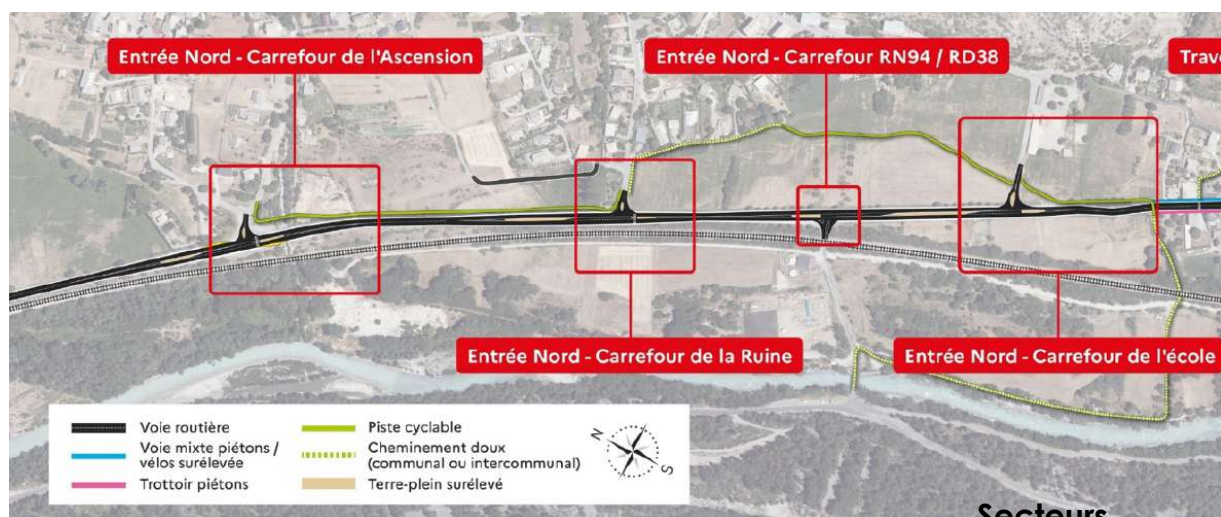 Entrée Nord - Carrefour de l'Ascension
Entrée Nord - Carrefour RN94 / RD38
Trav
Entrée Nord - Carrefour de la Ruine
Entrée Nord - Carrefour de l'école
Voie routière
Voie mixte piétons /
vélos surélevée
Trottoir piétons
Piste cyclable
Cheminement doux
(communal ou intercommunal)
Terre-plein surélevé
N
S
Secteurs